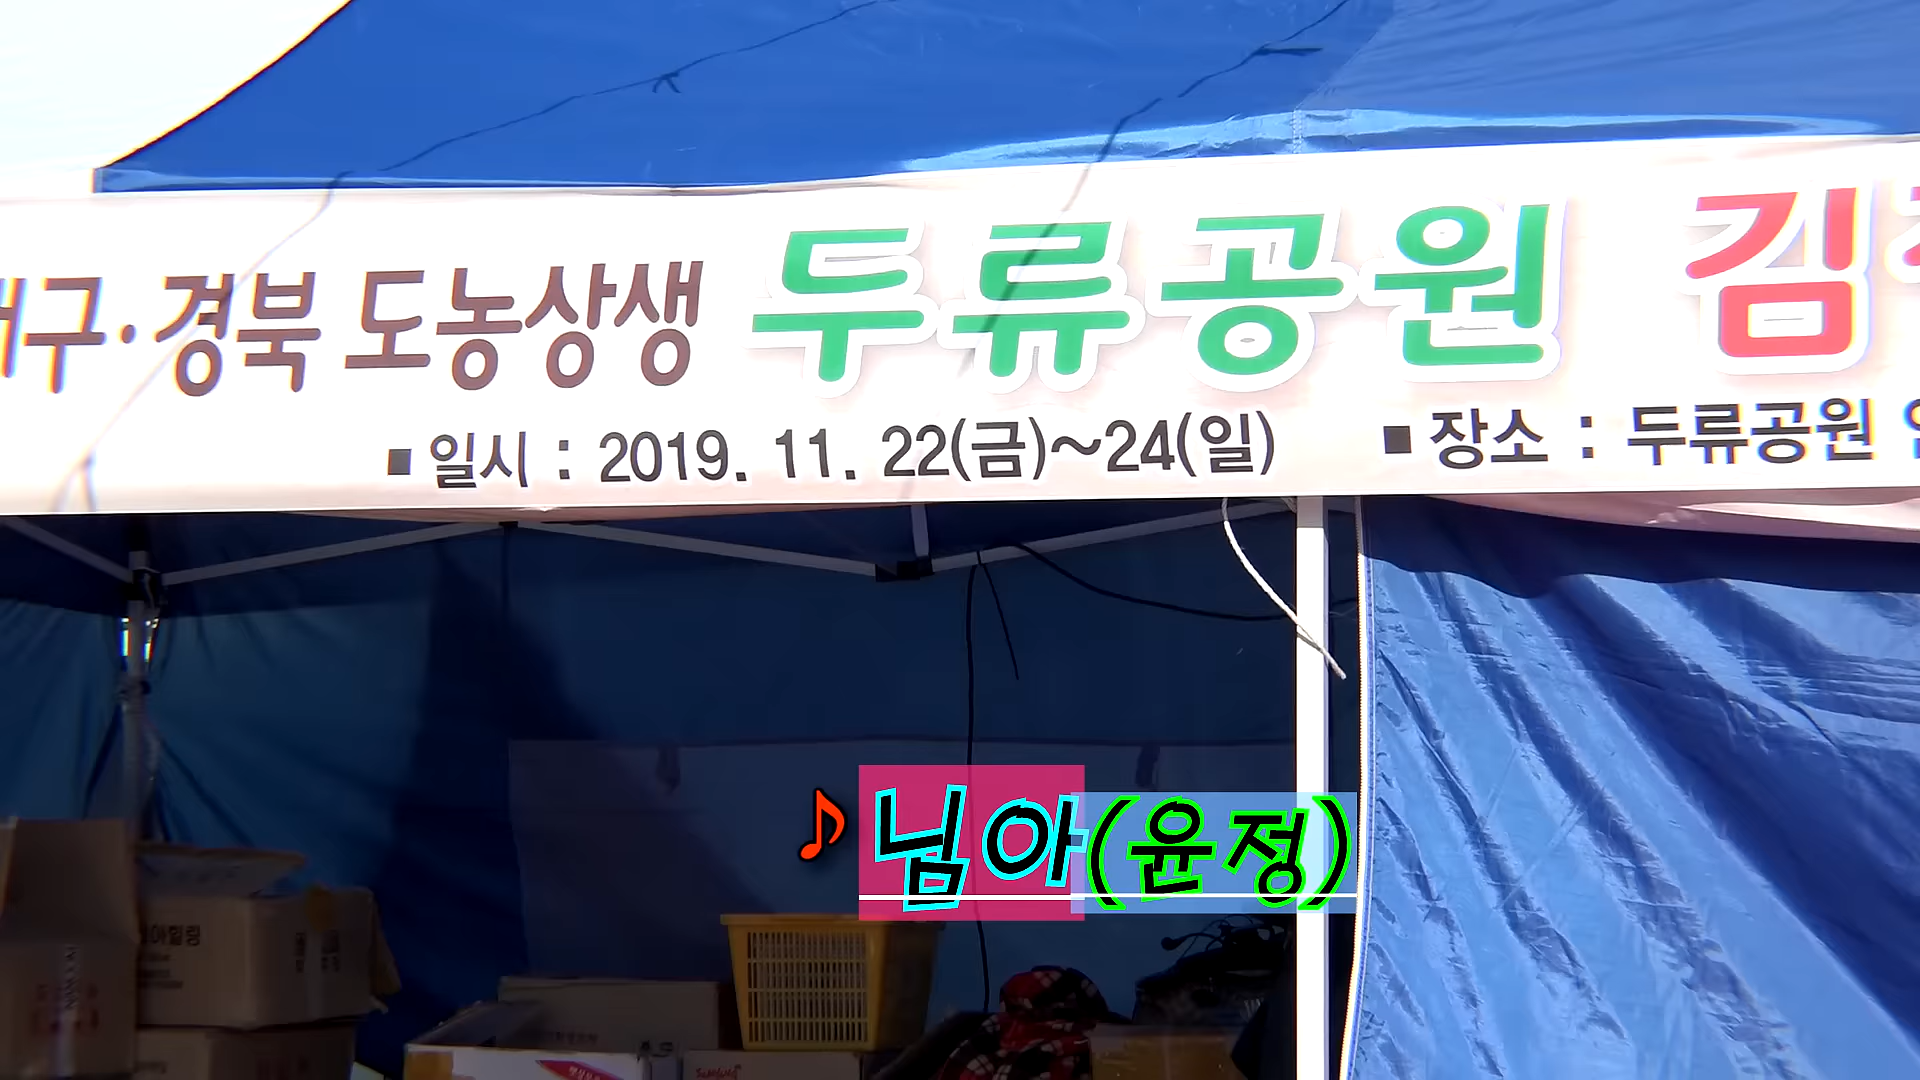 구·경북 도농상생 두류공원 김
■ 일시 : 2019. 11. 22(금)~24(일) ■ 장소 : 두류공원
♪ 님아(윤정)